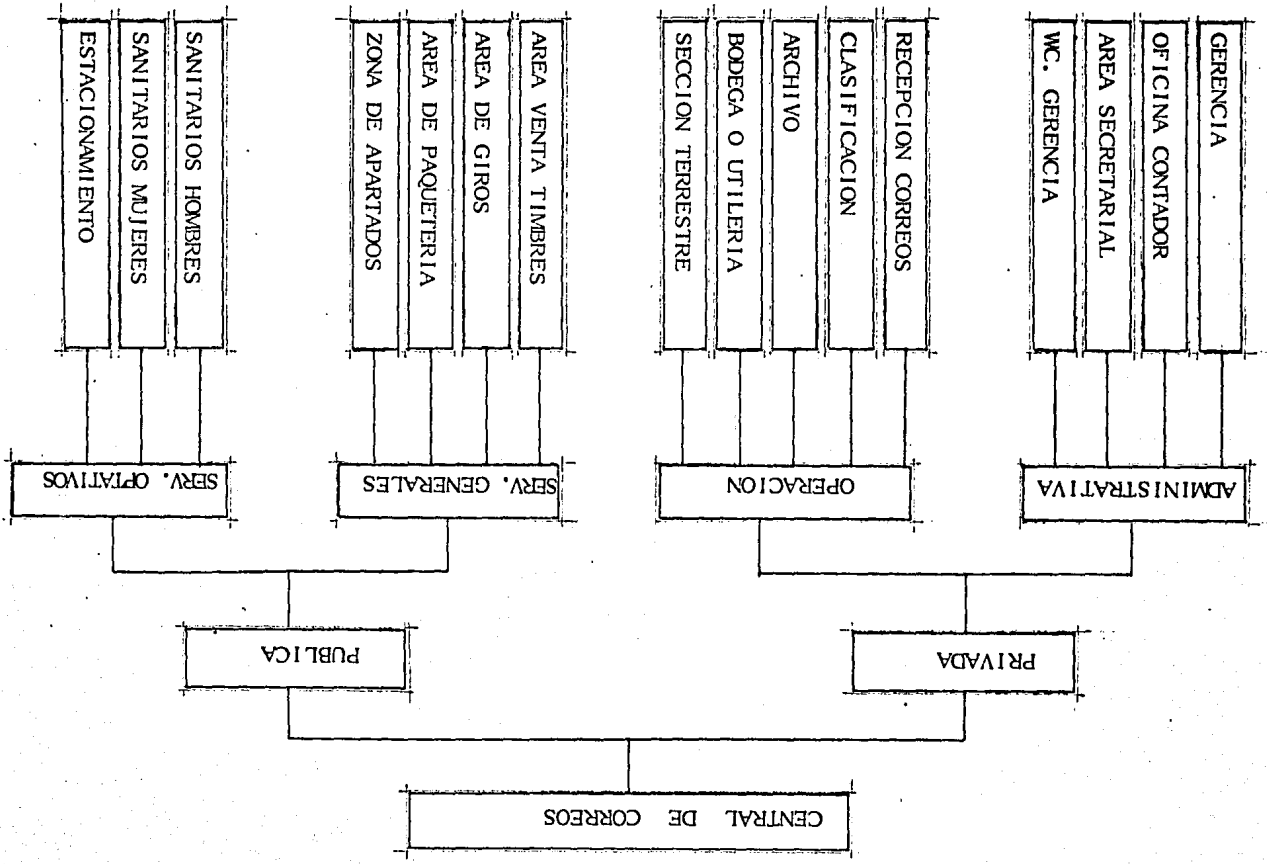 CENTRAL DE CORREOS
PRIVADA
PUBLICA
ADMINISTRATIVA
OPERACION
SERV. GENERALES
SERV. OPTATIVOS
GERENCIA
OFICINA CONTADOR
AREA SECRETARIAL
WC. GERENCIA
RECEPCION CORREOS
CLASIFICACION
ARCHIVO
BODEGA O UTILERIA
SECCION TERRESTRE
AREA VENTA TIMBRES
AREA DE GIROS
AREA DE PAQUETERIA
ZONA DE APARTADOS
SANITARIOS HOMBRES
SANITARIOS MUJERES
ESTACIONAMIENTO